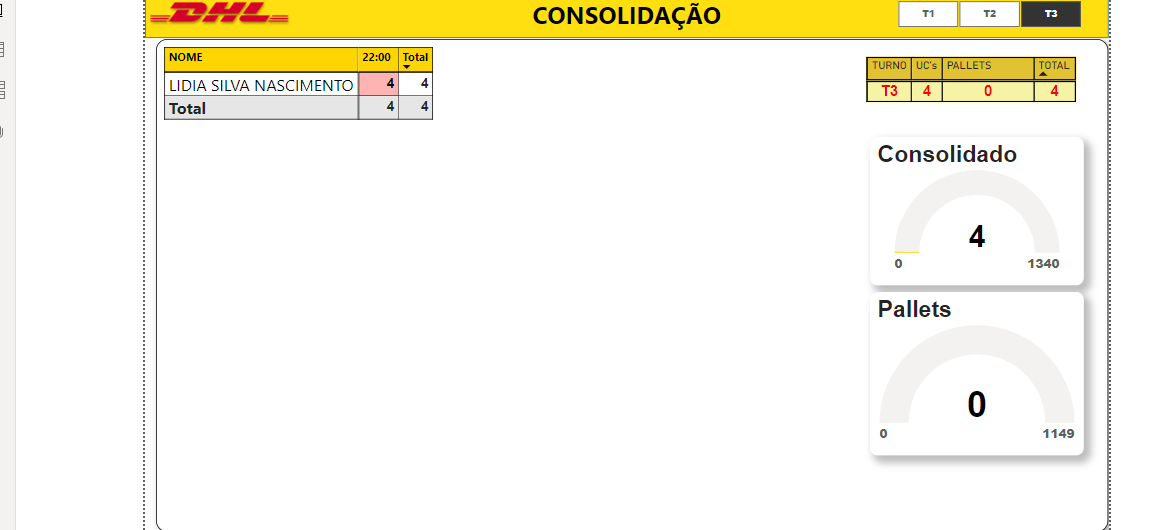 DHL CONSOLIDAÇÃO T1 T2 T3
NOME 22:00 Total
LIDIA SILVA NASCIMENTO 4 4
Total 4 4
TURNO UC's PALLETS TOTAL
T3 4 0 4
Consolidado
4
0 1340
Pallets
0
0 1149